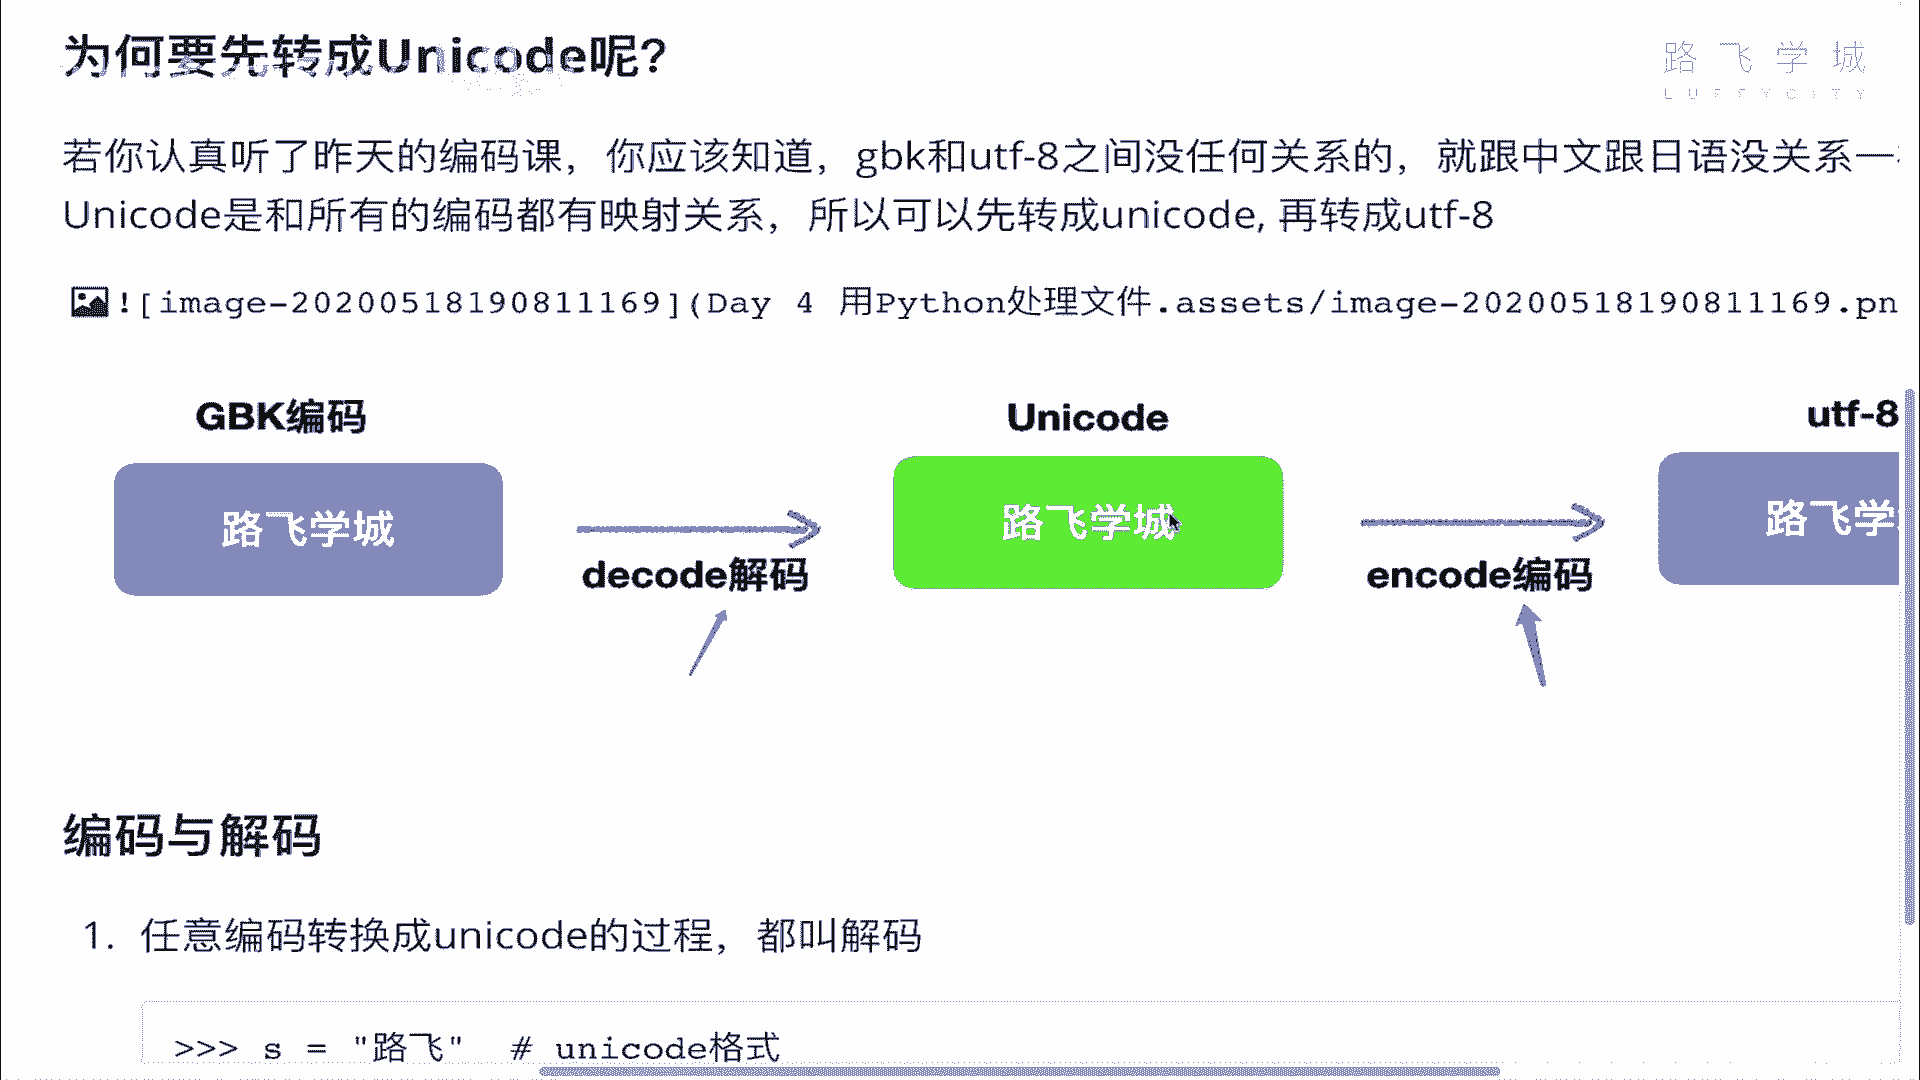 为何要先转成Unicode呢?
路飞学城
LUFFYCITY
若你认真听了昨天的编码课，你应该知道，gbk和utf-8之间没任何关系的，就跟中文跟日语没关系一
Unicode是和所有的编码都有映射关系，所以可以先转成unicode, 再转成utf-8
![image-20200518190811169](Day 4 用Python处理文件.assets/image-20200518190811169.pn
GBK编码
Unicode
utf-8
路飞学城
路飞学城
路飞学
decode解码
encode编码
编码与解码
1. 任意编码转换成unicode的过程，都叫解码
>>> s = "路飞"  # unicode格式